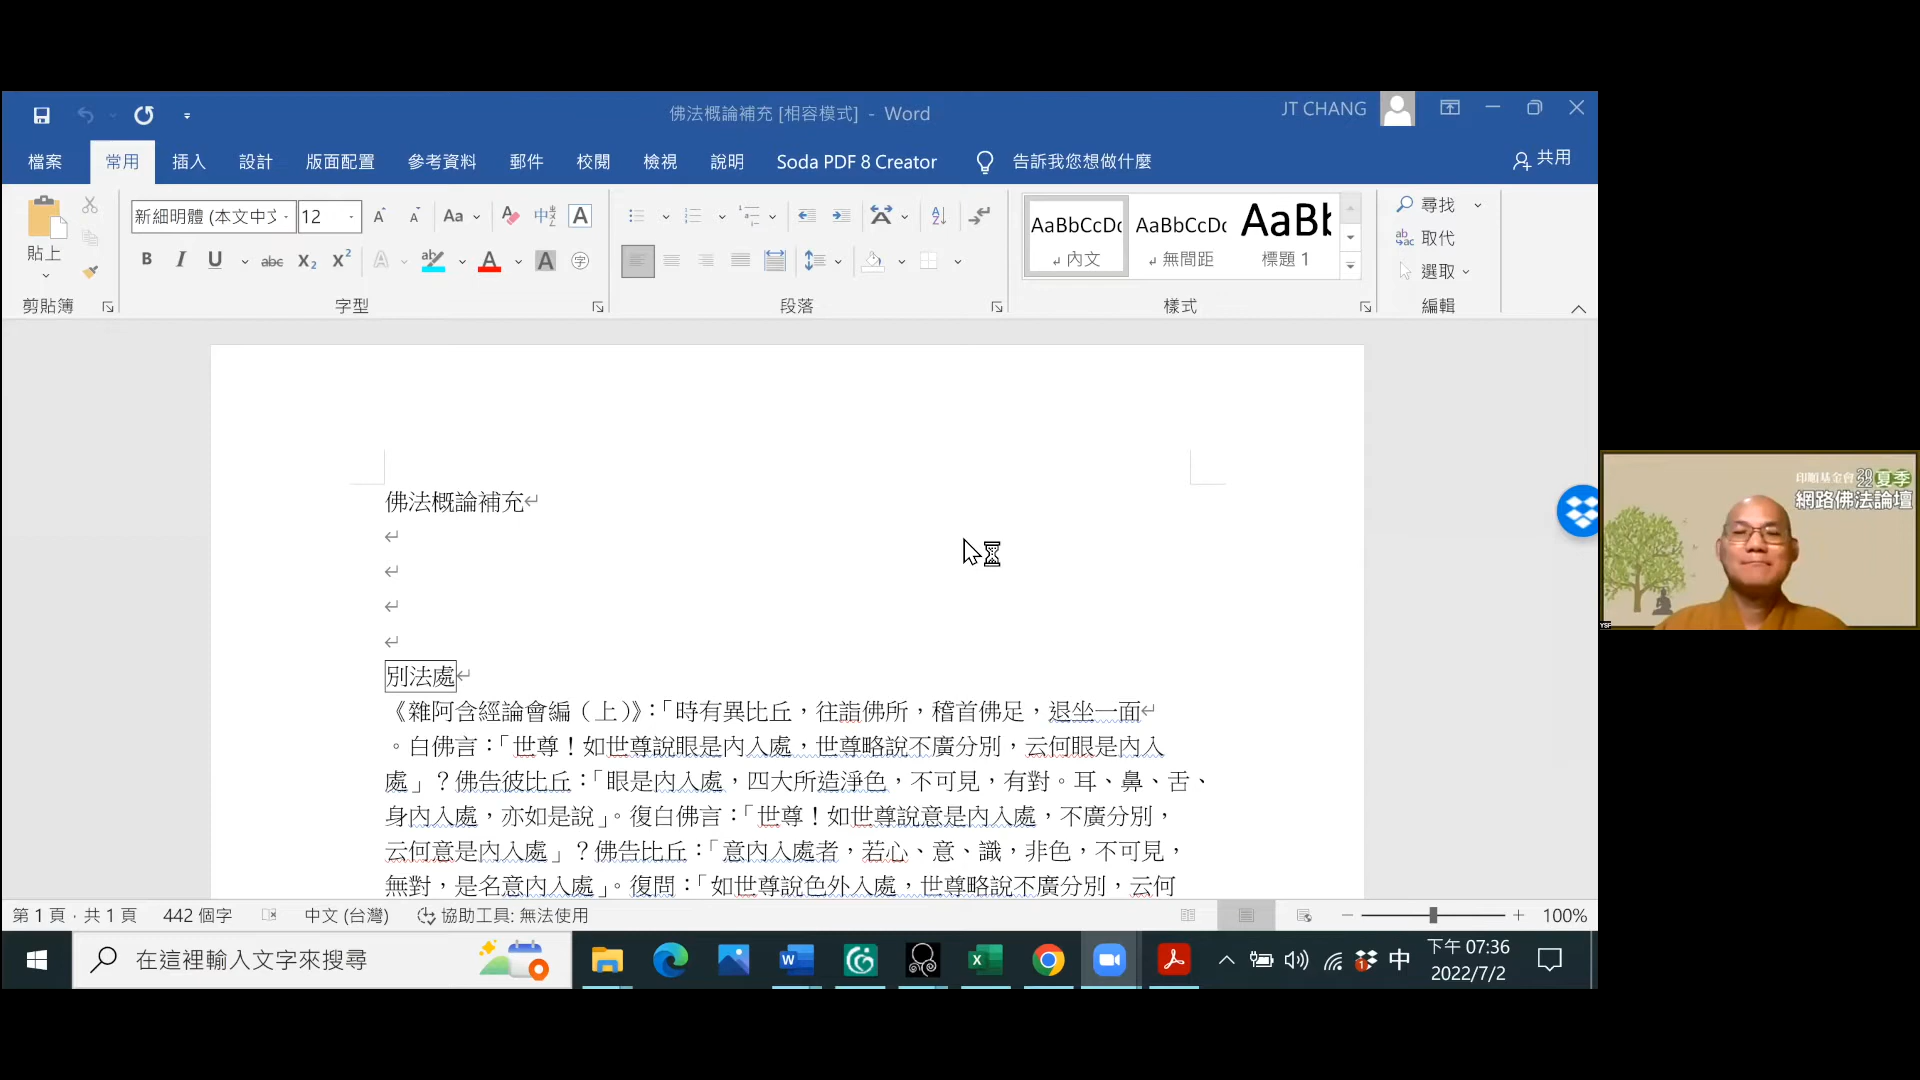 佛法概論補充 [相容模式] - Word
JT CHANG
檔案 常用 插入 設計 版面配置 參考資料 郵件 校閱 檢視 說明 Soda PDF 8 Creator 告訴我您想做什麼 共用
貼上
新細明體 (本文中文 12
AaBbCcDc AaBbCcDc AaBb
內文 無間距 標題 1
尋找
取代
選取
剪貼簿 字型 段落 樣式 編輯
佛法概論補充
別法處
《雜阿含經論會編（上）》：「時有異比丘，往詣佛所，稽首佛足，退坐一面
。白佛言：「世尊！如世尊說眼是內入處，世尊略說不廣分別，云何眼是內入
處」？佛告彼比丘：「眼是內入處，四大所造淨色，不可見，有對。耳、鼻、舌、
身內入處，亦如是說」。復白佛言：「世尊！如世尊說意是內入處，不廣分別，
云何意是內入處」？佛告比丘：「意內入處者，若心、意、識，非色，不可見，
無對，是名意內入處」。復問：「如世尊說色外入處，世尊略說不廣分別，云何
印順基金會 2022 夏季
網路佛法論壇
YSF
第 1 頁，共 1 頁 442 個字 中文 (台灣) 協助工具: 無法使用 100%
在這裡輸入文字來搜尋
中
下午 07:36
2022/7/2